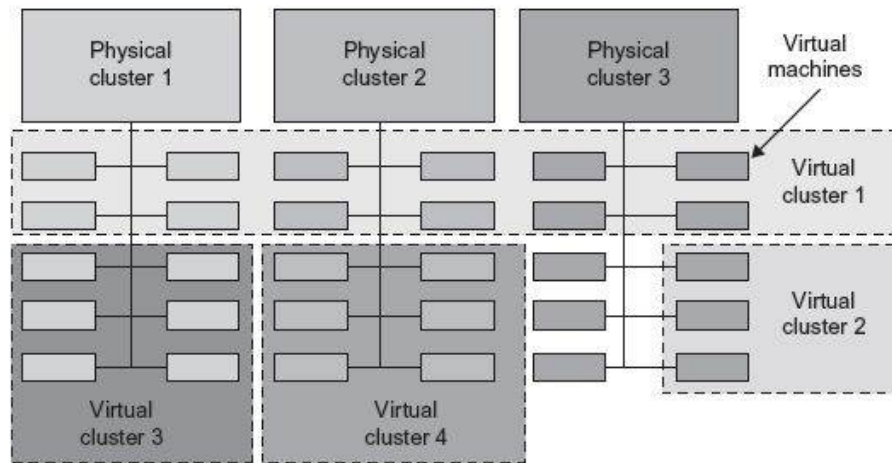 Physical
cluster 1
Physical
cluster 2
Physical
cluster 3
Virtual
machines
Virtual
cluster 1
Virtual
cluster 2
Virtual
cluster 3
Virtual
cluster 4